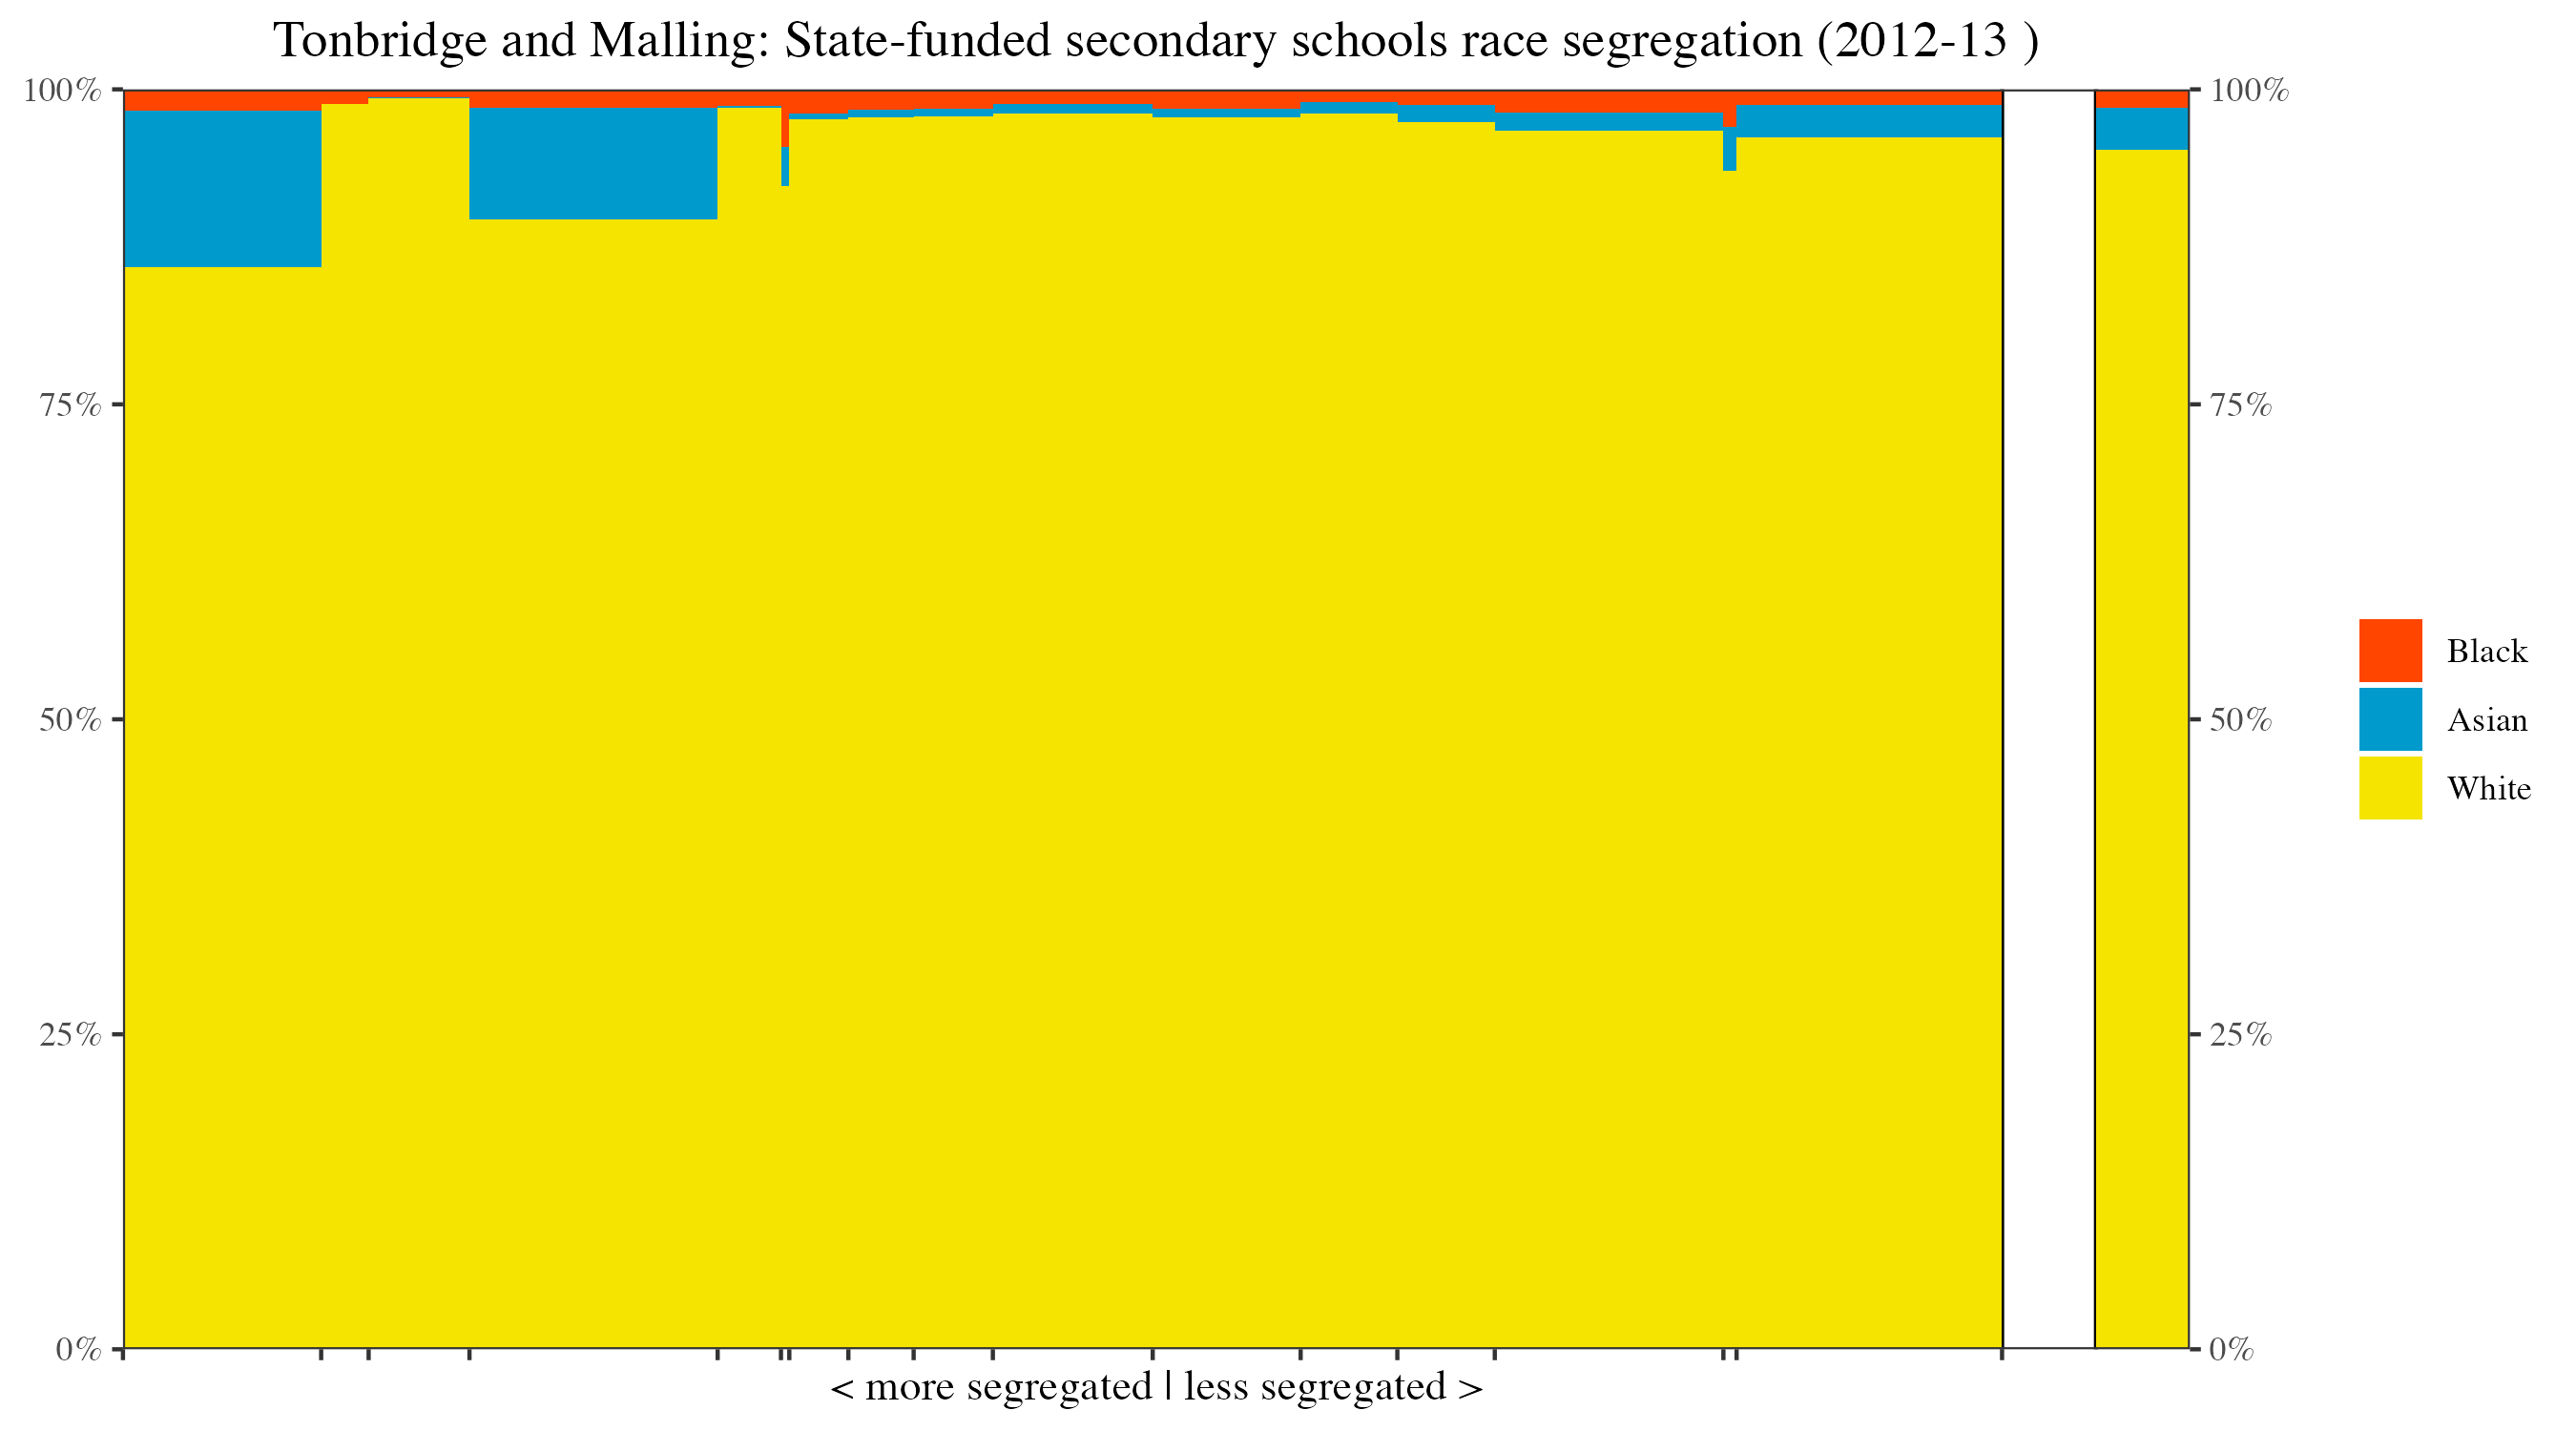 Tonbridge and Malling: State-funded secondary schools race segregation (2012-13 )
100%
100%
75%
75%
50%
50%
25%
25%
0%
0%
Black
Asian
White
< more segregated | less segregated >